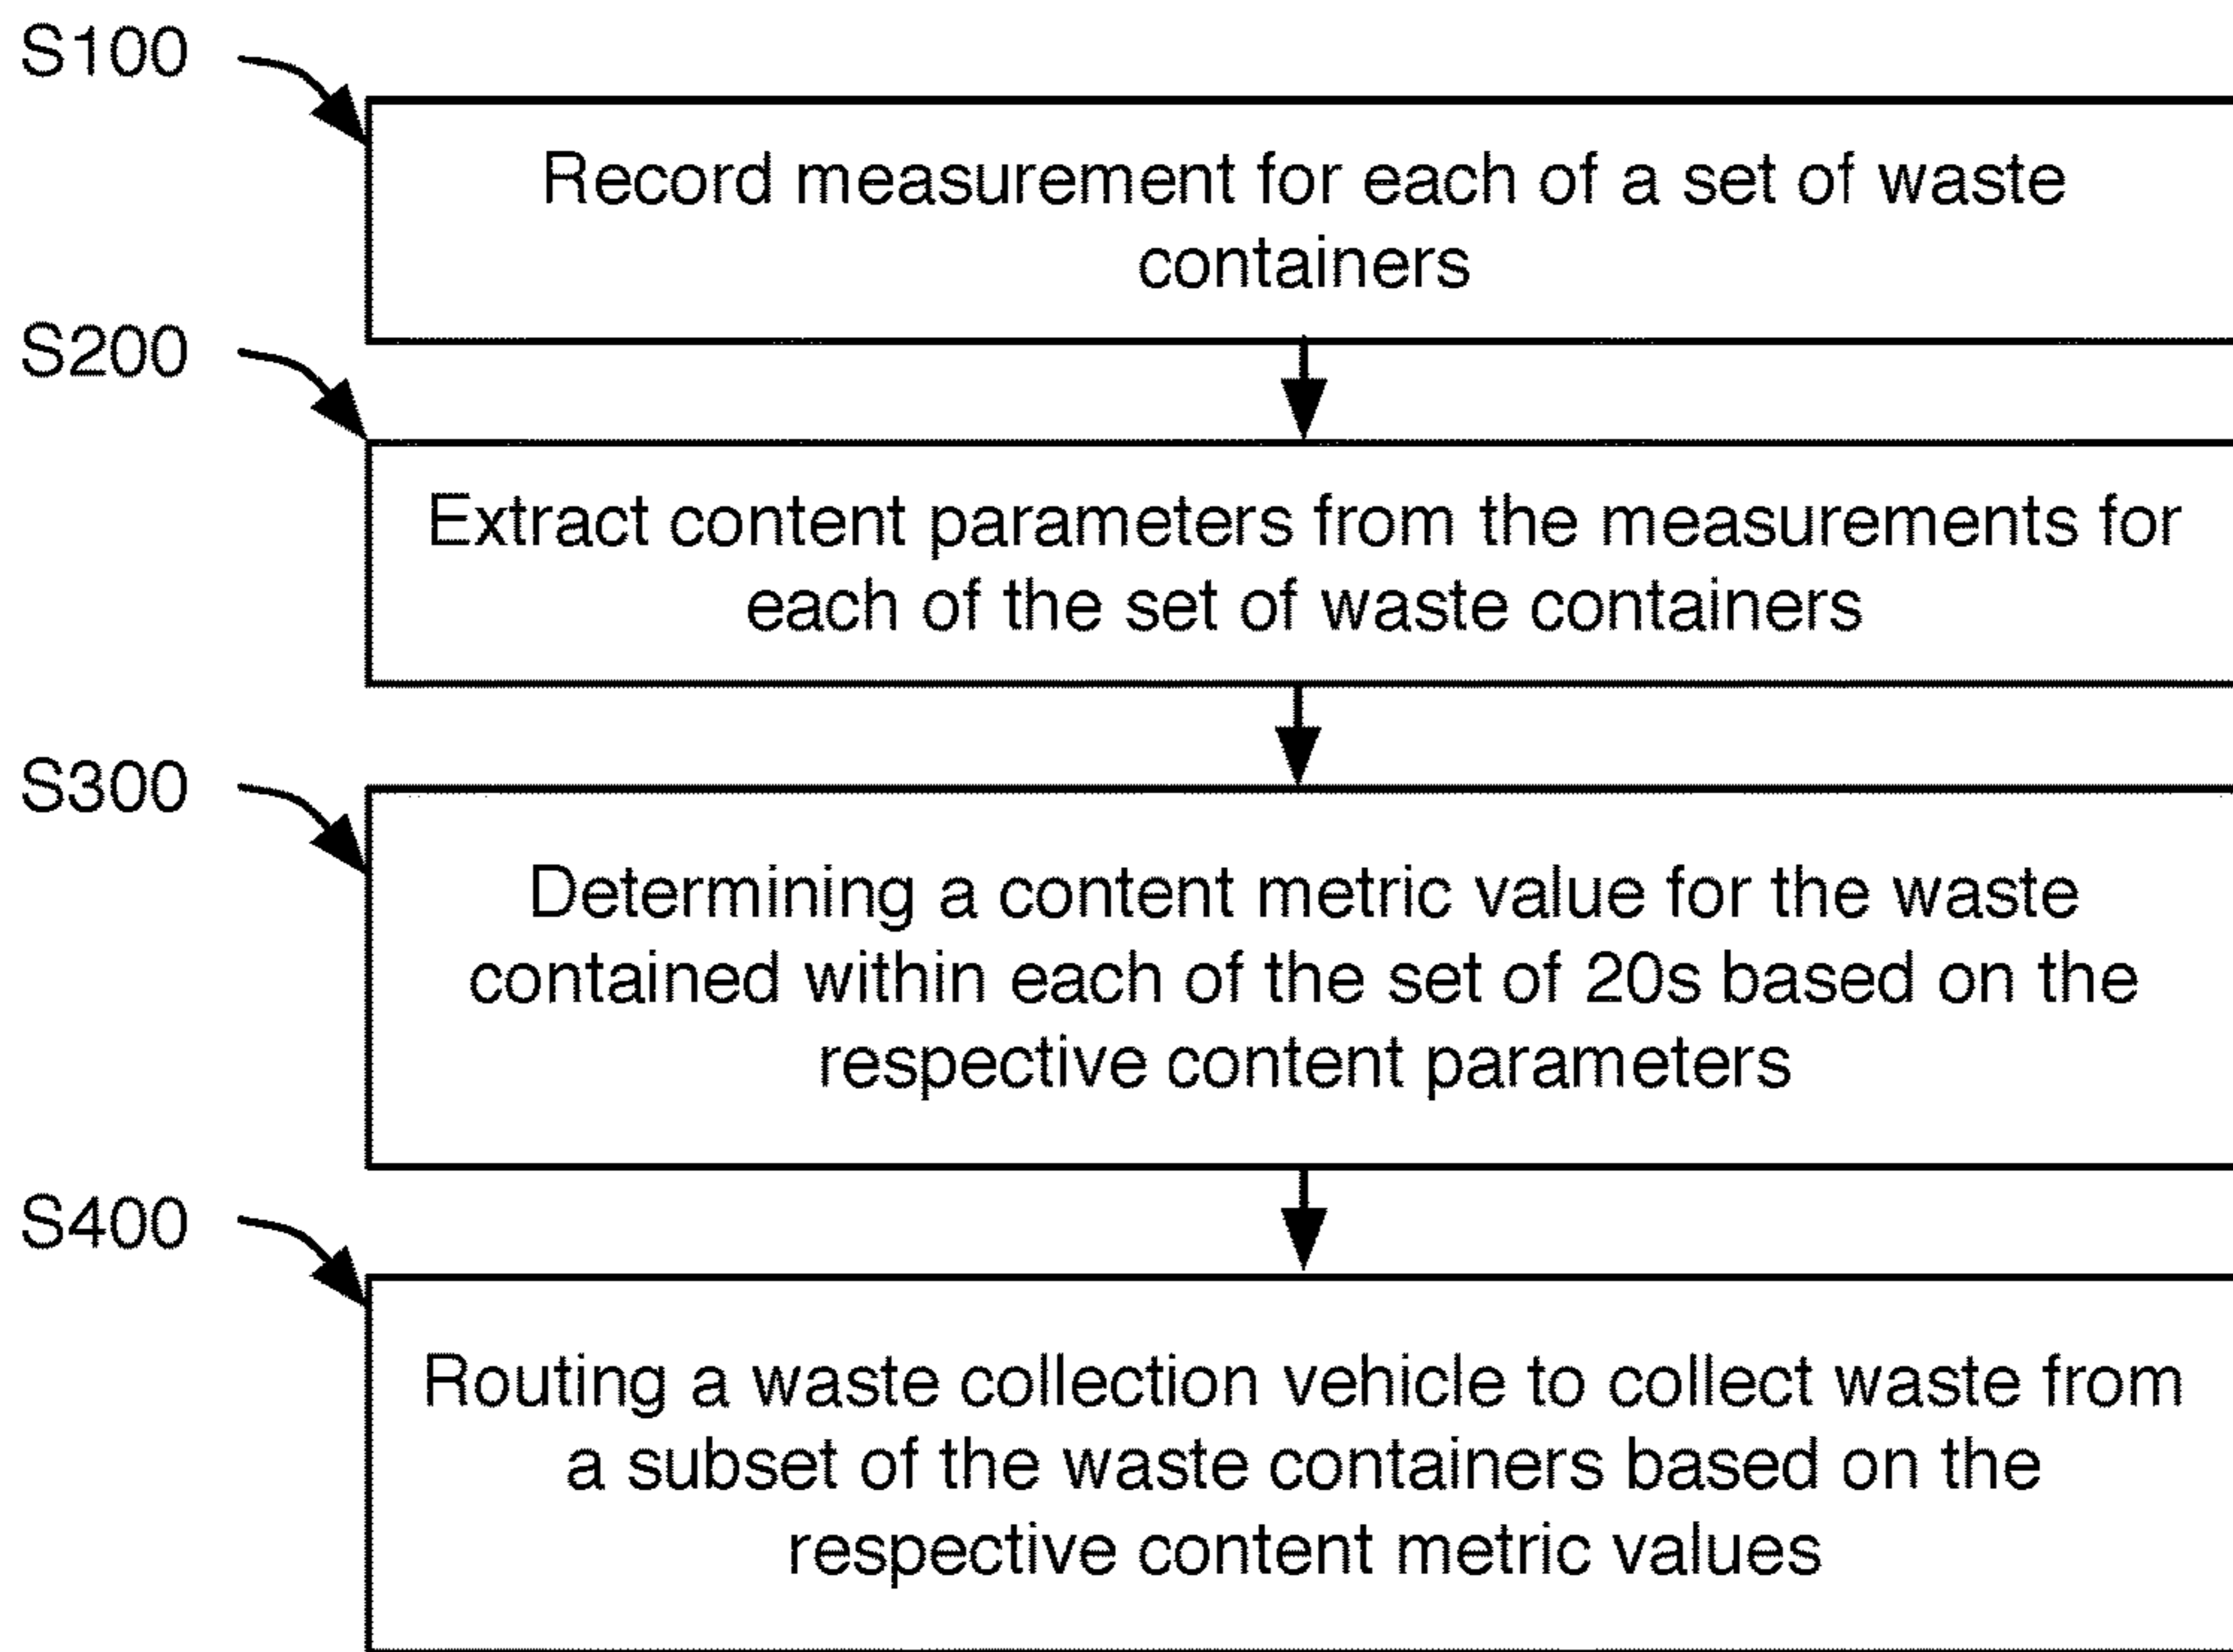 S100
Record measurement for each of a set of waste
containers
S200
Extract content parameters from the measurements for
each of the set of waste containers
S300
Determining a content metric value for the waste
contained within each of the set of 20s based on the
respective content parameters
S400
Routing a waste collection vehicle to collect waste from
a subset of the waste containers based on the
respective content metric values